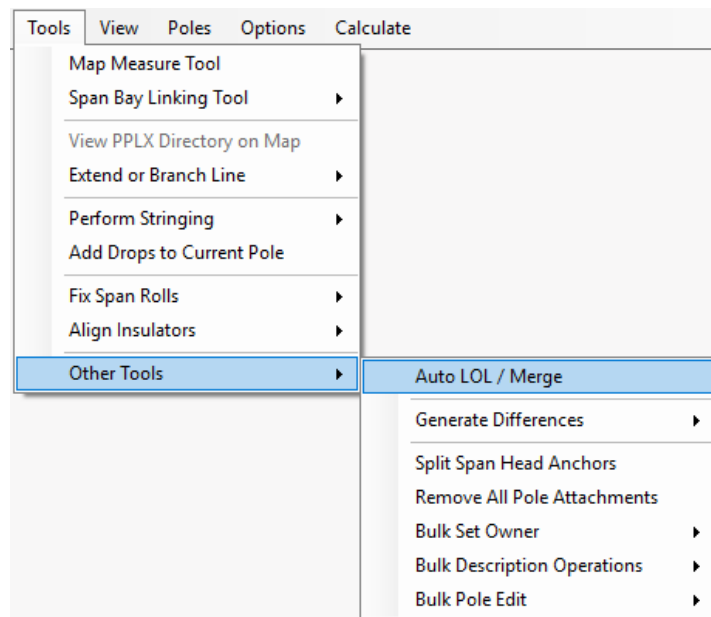 Tools View Poles Options Calculate
Map Measure Tool
Span Bay Linking Tool
View PPLX Directory on Map
Extend or Branch Line
Perform Stringing
Add Drops to Current Pole
Fix Span Rolls
Align Insulators
Other Tools
Auto LOL / Merge
Generate Differences
Split Span Head Anchors
Remove All Pole Attachments
Bulk Set Owner
Bulk Description Operations
Bulk Pole Edit